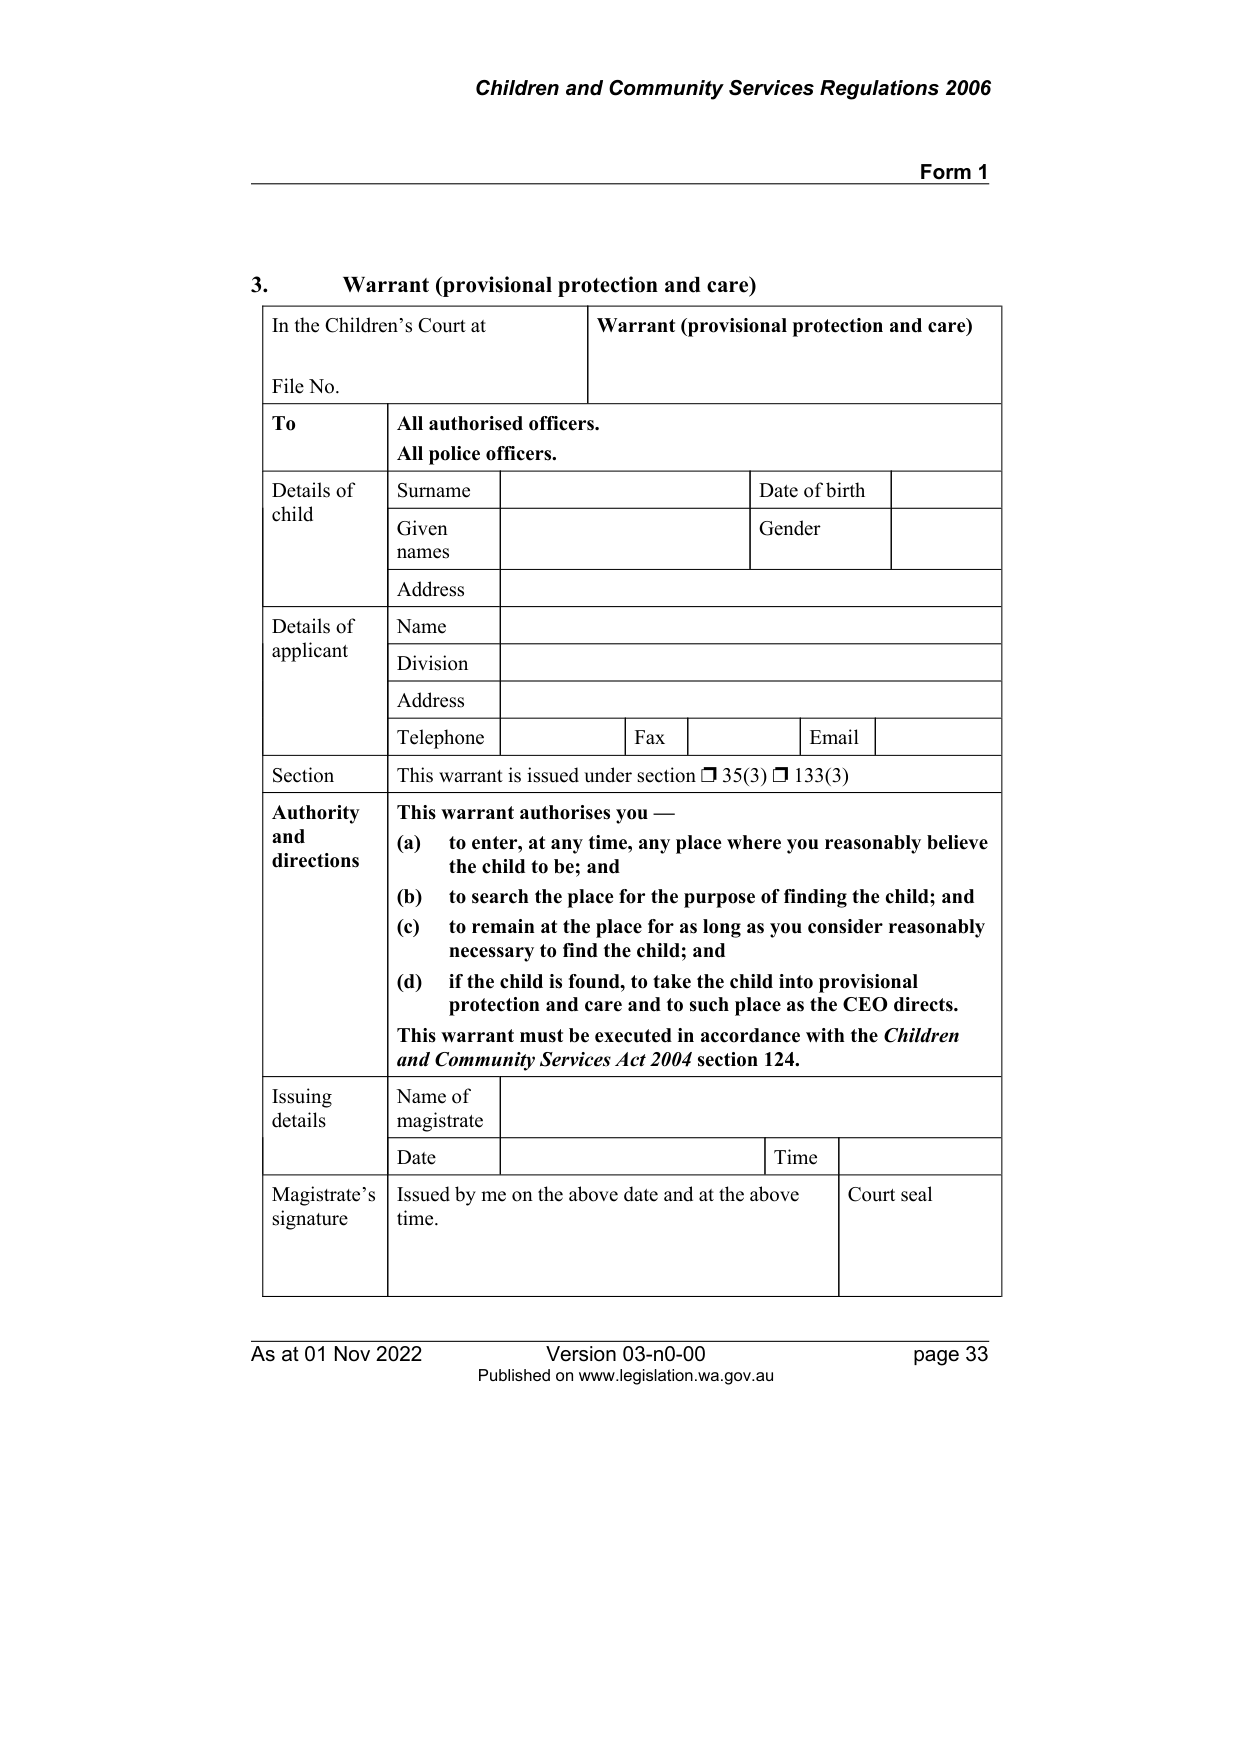 Children and Community Services Regulations 2006
Form 1
3. Warrant (provisional protection and care)
In the Children’s Court at
File No.
Warrant (provisional protection and care)
To
All authorised officers.
All police officers.
Details of
child
Surname
Date of birth
Given
names
Gender
Address
Details of
applicant
Name
Division
Address
Telephone
Fax
Email
Section
This warrant is issued under section ❐ 35(3) ❐ 133(3)
Authority
and
directions
This warrant authorises you —
(a) to enter, at any time, any place where you reasonably believe
the child to be; and
(b) to search the place for the purpose of finding the child; and
(c) to remain at the place for as long as you consider reasonably
necessary to find the child; and
(d) if the child is found, to take the child into provisional
protection and care and to such place as the CEO directs.
This warrant must be executed in accordance with the Children
and Community Services Act 2004 section 124.
Issuing
details
Name of
magistrate
Date
Time
Magistrate’s
signature
Issued by me on the above date and at the above
time.
Court seal
As at 01 Nov 2022 Version 03-n0-00 page 33
Published on www.legislation.wa.gov.au